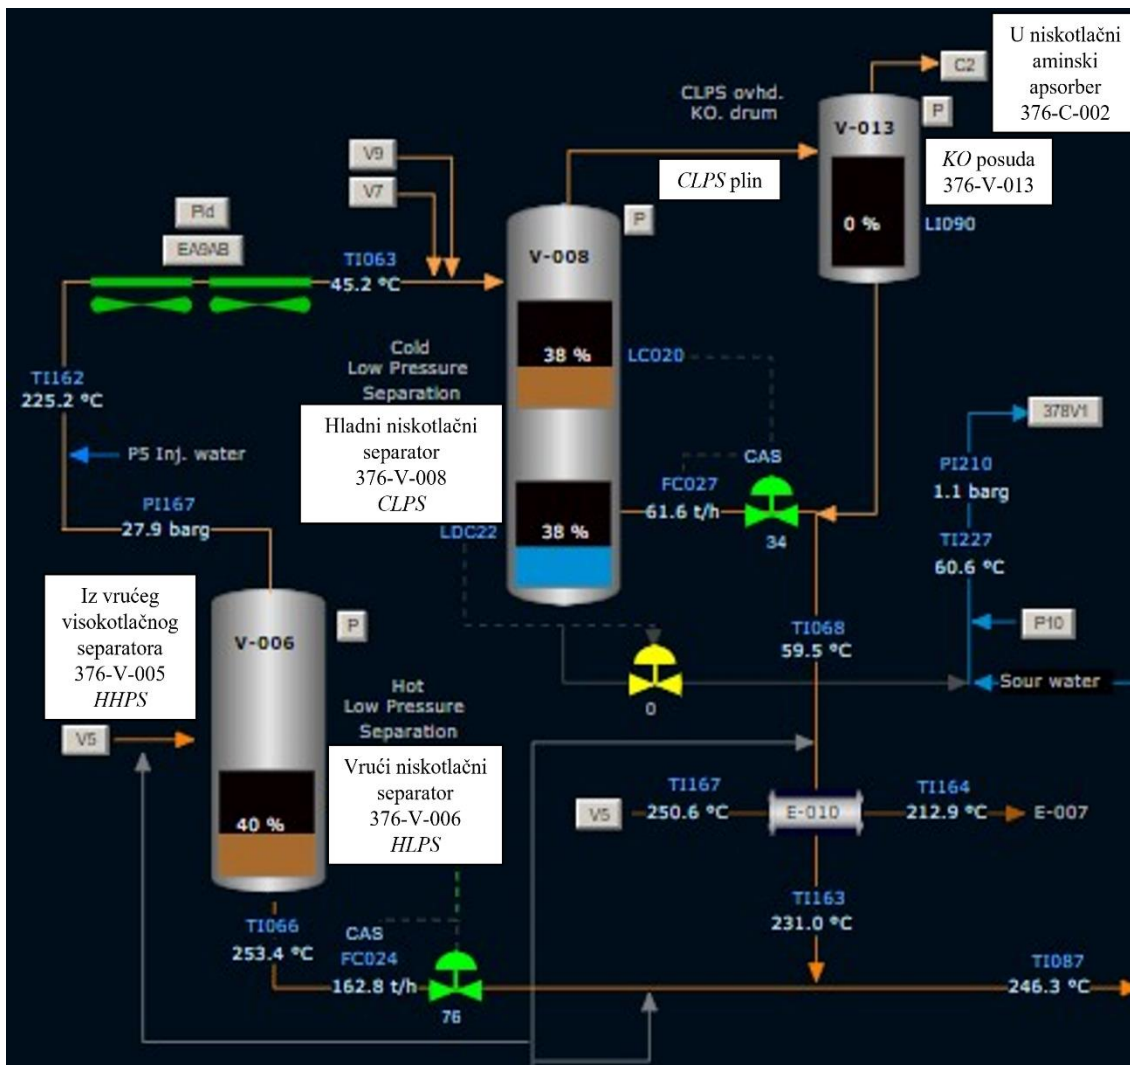 U niskotlačni
aminski
apsorber
376-C-002
C2
CLPS ovhd.
KO. drum
V-013
P
KO posuda
376-V-013
CLPS plin
0 %
LI090
V9
V7
Pid
EA9AB
TI063
45.2 °C
V-008
P
38 %
LC020
Cold
Low Pressure
Separation
Hladni niskotlačni
separator
376-V-008
CLPS
TI162
225.2 °C
P5 Inj. water
PI167
27.9 barg
LDC22
38 %
CAS
FC027
61.6 t/h
34
378V1
PI210
1.1 barg
TI227
60.6 °C
P10
Sour water
TI068
59.5 °C
0
Iz vrućeg
visokotlačnog
separatora
376-V-005
HHPS
V5
V-006
P
40 %
Hot
Low Pressure
Separation
Vrući niskotlačni
separator
376-V-006
HLPS
V5
TI167
250.6 °C
E-010
TI164
212.9 °C
E-007
TI163
231.0 °C
TI066
253.4 °C
CAS
FC024
162.8 t/h
76
TI087
246.3 °C